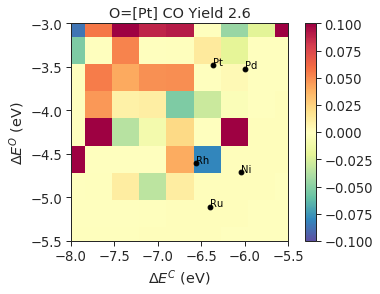 O=[Pt] CO Yield 2.6
ΔE^O (eV)
−3.0
−3.5
−4.0
−4.5
−5.0
−5.5
Pt
Pd
Rh
Ni
Ru
−8.0 −7.5 −7.0 −6.5 −6.0 −5.5
ΔE^C (eV)
0.100
0.075
0.050
0.025
0.000
−0.025
−0.050
−0.075
−0.100